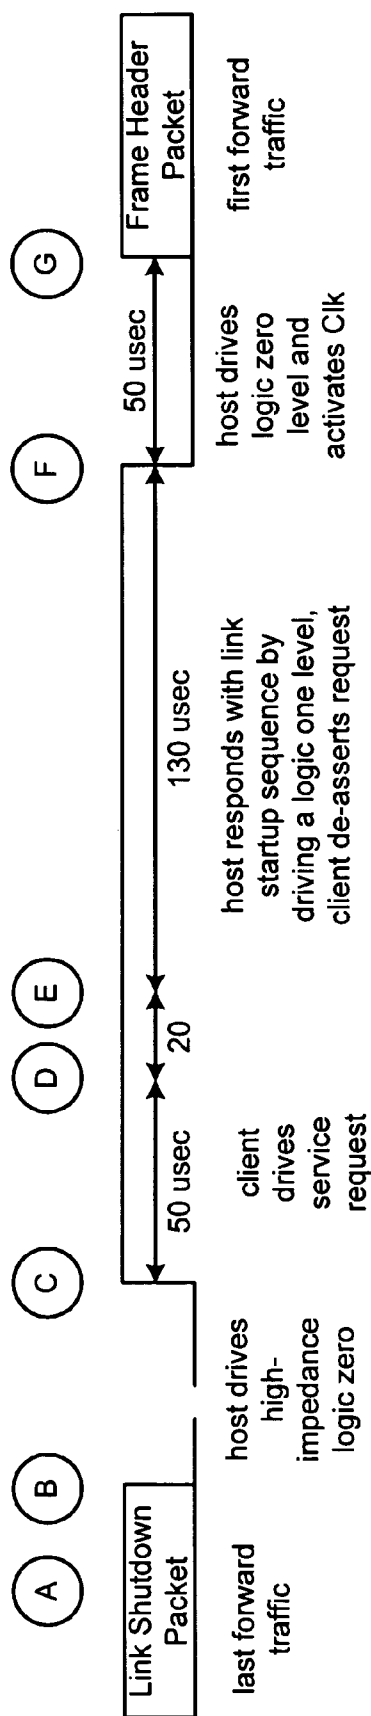 A
B
C
D
E
F
G
Link Shutdown
Packet
50 usec
20
130 usec
50 usec
Frame Header
Packet
last forward
traffic
host drives
high-
impedance
logic zero
client
drives
service
request
host responds with link
startup sequence by
driving a logic one level,
client de-asserts request
host drives
logic zero
level and
activates Clk
first forward
traffic